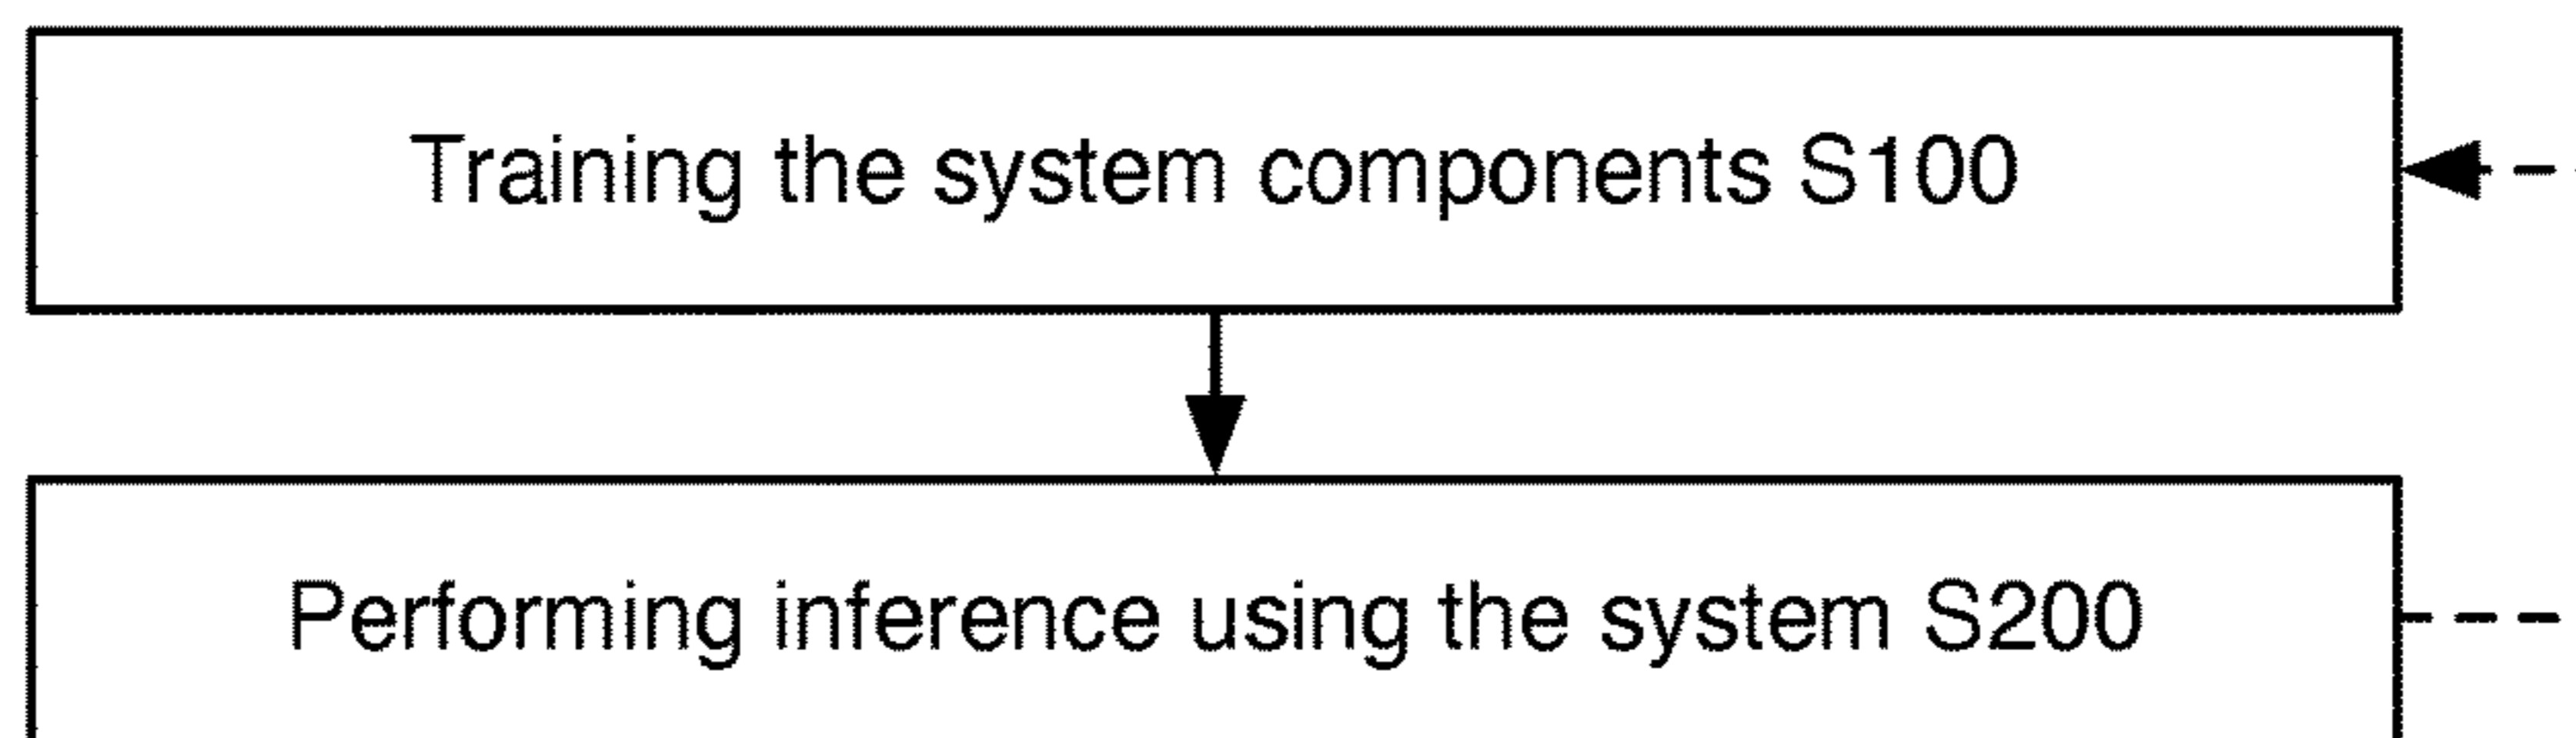 Training the system components S100
Performing inference using the system S200